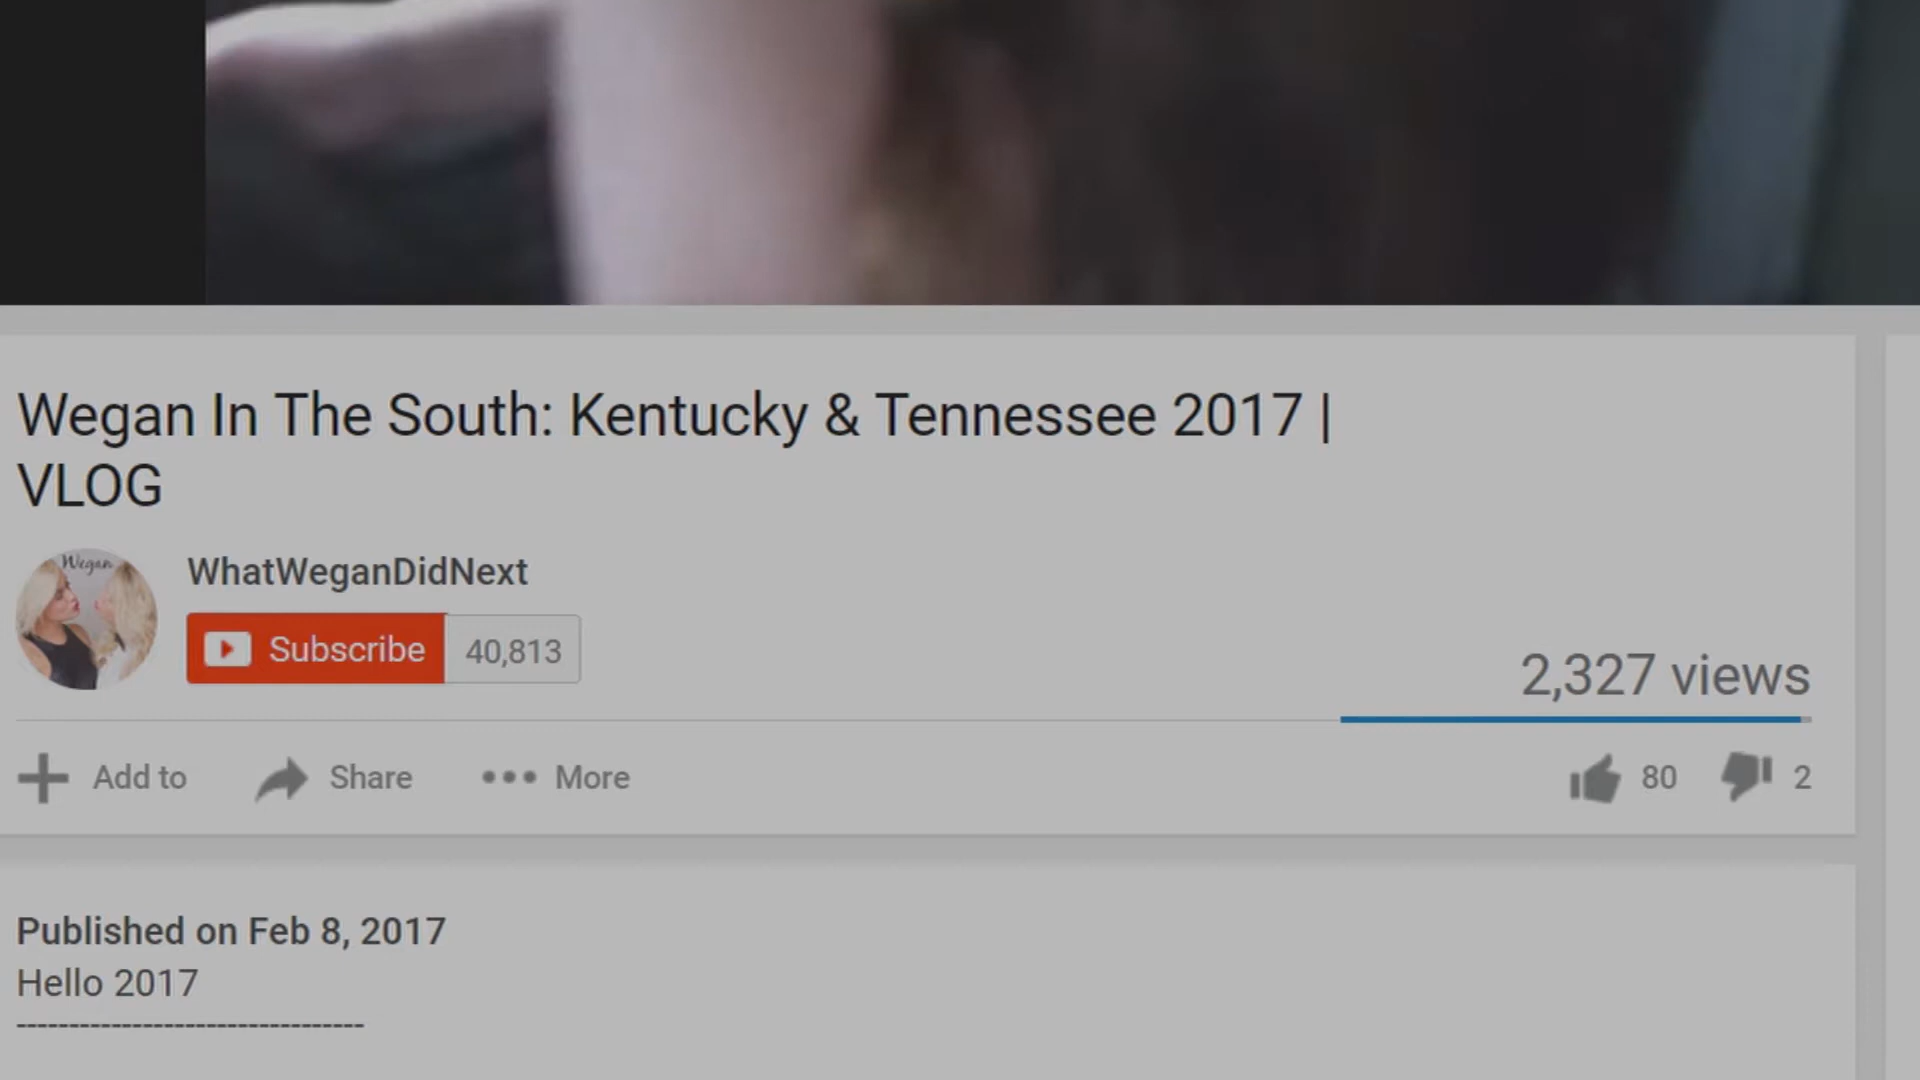 Wegan In The South: Kentucky & Tennessee 2017 |
VLOG
Wegan
WhatWeganDidNext
Subscribe 40,813
2,327 views
Add to Share More 80 2
Published on Feb 8, 2017
Hello 2017
---------------------------------